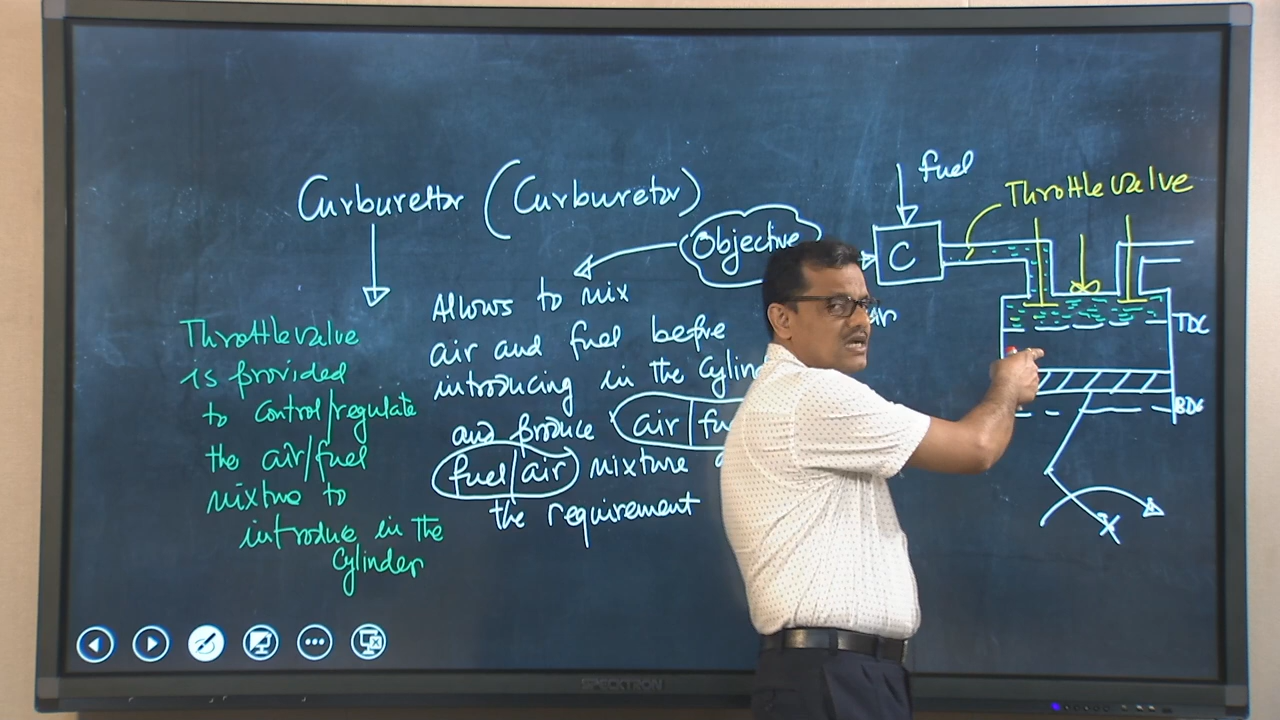 Carburettor (Carburetor)
Objective
Allows to mix
air and fuel before
introducing in the Cylin
and produce air/fu
fuel/air mixture
the requirement
Throttle valve
is provided
to control/regulate
the air/fuel
mixture to
introduce in the
Cylinder
fuel
Throttle valve
C
TDC
BDC
SPECKTRON